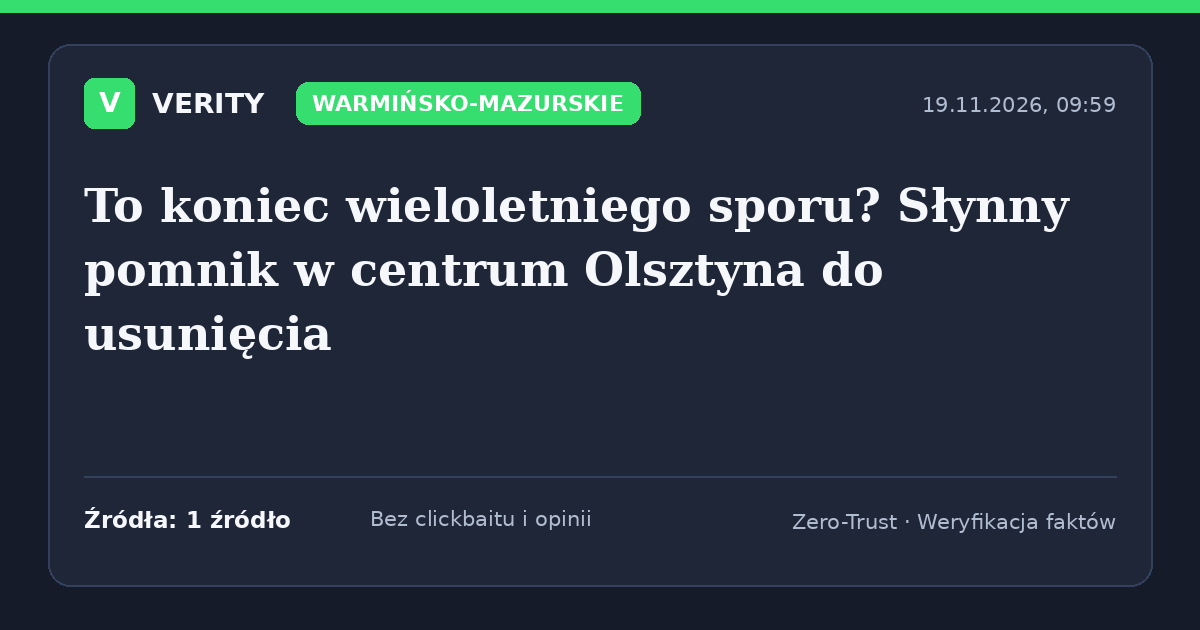 V VERITY WARMIŃSKO-MAZURSKIE 19.11.2026, 09:59
To koniec wieloletniego sporu? Słynny
pomnik w centrum Olsztyna do
usunięcia
Źródła: 1 źródło Bez clickbaitu i opinii Zero-Trust · Weryfikacja faktów